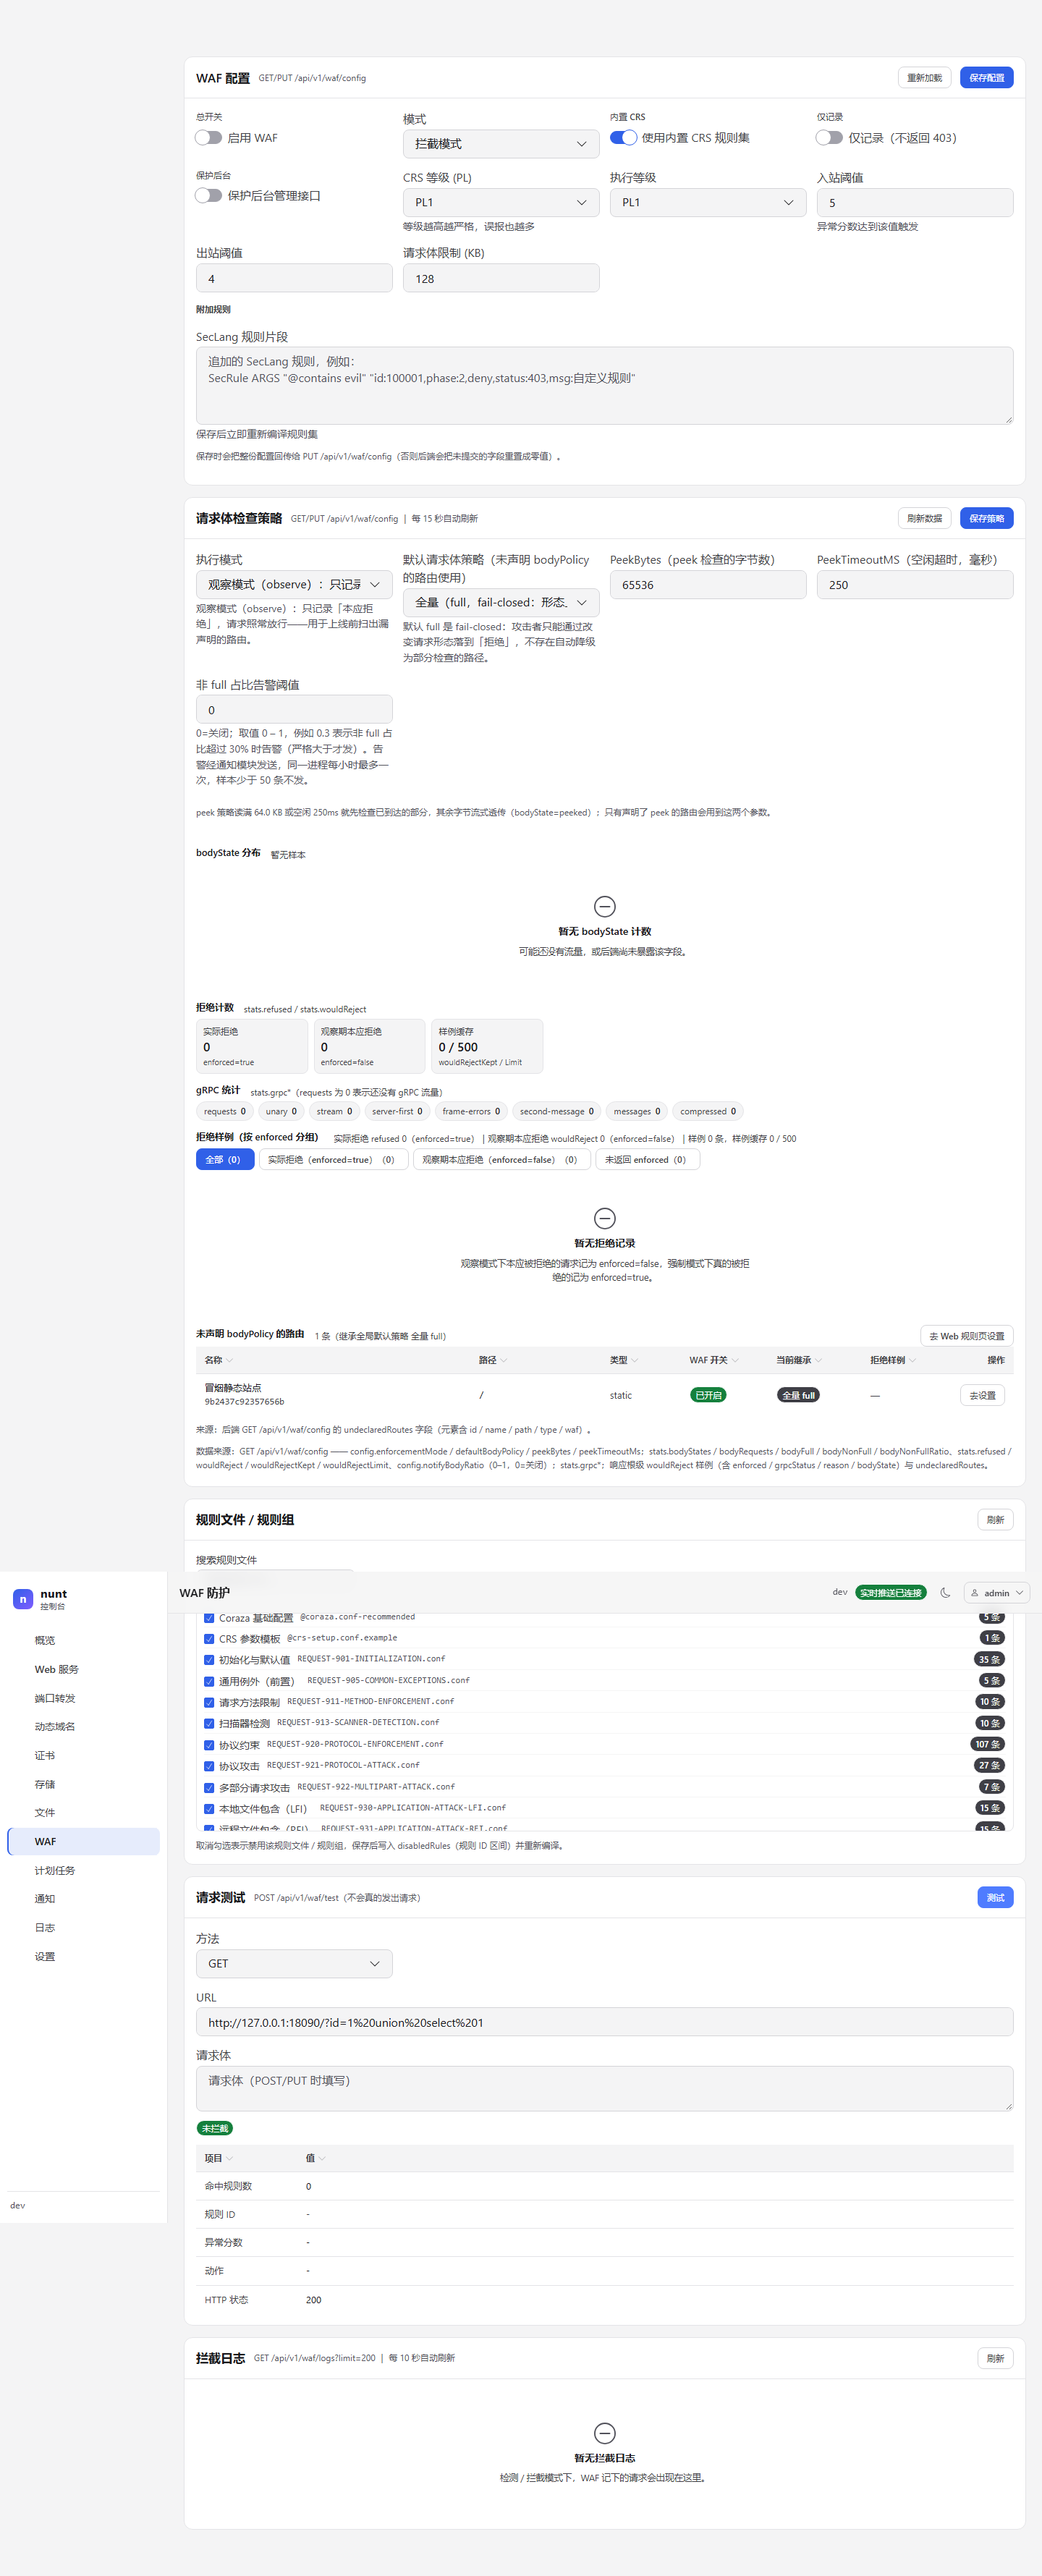 WAF 配置 GET/PUT /api/v1/waf/config 重新加载 保存配置
总开关 模式 内置 CRS 仅记录
启用 WAF 拦截模式 使用内置 CRS 规则集 仅记录（不返回 403）
保护后台 CRS 等级 (PL) 执行等级 入站阈值
保护后台管理接口 PL1 PL1 5
等级越高越严格，误报也越多 异常分数达到该值触发
出站阈值 请求体限制 (KB)
4 128
附加规则
SecLang 规则片段
追加的 SecLang 规则，例如：
SecRule ARGS "@contains evil" "id:100001,phase:2,deny,status:403,msg:自定义规则"
保存后立即重新编译规则集
保存时会把整份配置回传给 PUT /api/v1/waf/config（否则后端会把未提交的字段重置成零值）。
请求体检查策略 GET/PUT /api/v1/waf/config ｜ 每 15 秒自动刷新 刷新数据 保存策略
执行模式 默认请求体策略（未声明 bodyPolicy 的路由使用） PeekBytes（peek 检查的字节数） PeekTimeoutMS（空闲超时，毫秒）
观察模式（observe）：只记录 全量（full，fail-closed：形态 65536 250
观察模式（observe）：只记录「本应拒
绝」，请求照常放行——用于上线前扫出漏
声明的路由。
默认 full 是 fail-closed：攻击者只能通过改
变请求形态落到「拒绝」，不存在自动降级
为部分检查的路径。
非 full 占比告警阈值
0
0=关闭；取值 0 – 1，例如 0.3 表示非 full 占
比超过 30% 时告警（严格大于才发）。告
警经通知模块发送，同一进程每小时最多一
次，样本少于 50 条不发。
peek 策略读满 64.0 KB 或空闲 250ms 就先检查已到达的部分，其余字节流式透传（bodyState=peeked）；只有声明了 peek 的路由会用到这两个参数。
bodyState 分布 暂无样本
暂无 bodyState 计数
可能还没有流量，或后端尚未暴露该字段。
拒绝计数 stats.refused / stats.wouldReject
实际拒绝 观察期本应拒绝 样例缓存
0 0 0 / 500
enforced=true enforced=false wouldRejectKept / Limit
gRPC 统计 stats.grpc*（requests 为 0 表示还没有 gRPC 流量）
requests 0 unary 0 stream 0 server-first 0 frame-errors 0 second-message 0 messages 0 compressed 0
拒绝样例（按 enforced 分组） 实际拒绝 refused 0（enforced=true）｜观察期本应拒绝 wouldReject 0（enforced=false）｜样例 0 条，样例缓存 0 / 500
全部（0） 实际拒绝（enforced=true）（0） 观察期本应拒绝（enforced=false）（0） 未返回 enforced（0）
暂无拒绝记录
观察模式下本应被拒绝的请求记为 enforced=false，强制模式下真的被拒
绝的记为 enforced=true。
未声明 bodyPolicy 的路由 1 条（继承全局默认策略 全量 full） 去 Web 规则页设置
名称 路径 类型 WAF 开关 当前继承 拒绝样例 操作
冒烟静态站点
9b2437c92357656b / static 已开启 全量 full — 去设置
来源：后端 GET /api/v1/waf/config 的 undeclaredRoutes 字段（元素含 id / name / path / type / waf）。
数据来源：GET /api/v1/waf/config —— config.enforcementMode / defaultBodyPolicy / peekBytes / peekTimeoutMs；stats.bodyStates / bodyRequests / bodyFull / bodyNonFull / bodyNonFullRatio、stats.refused /
wouldReject / wouldRejectKept / wouldRejectLimit、config.notifyBodyRatio（0–1，0=关闭）；stats.grpc*；响应根级 wouldReject 样例（含 enforced / grpcStatus / reason / bodyState）与 undeclaredRoutes。
规则文件 / 规则组 刷新
搜索规则文件
n nunt
控制台
WAF 防护 dev 实时推送已连接 admin
概览
Web 服务
端口转发
动态域名
证书
存储
文件
WAF
计划任务
通知
日志
设置
dev
Coraza 基础配置 @coraza.conf-recommended 5 条
CRS 参数模板 @crs-setup.conf.example 1 条
初始化与默认值 REQUEST-901-INITIALIZATION.conf 35 条
通用例外（前置） REQUEST-905-COMMON-EXCEPTIONS.conf 5 条
请求方法限制 REQUEST-911-METHOD-ENFORCEMENT.conf 10 条
扫描器检测 REQUEST-913-SCANNER-DETECTION.conf 10 条
协议约束 REQUEST-920-PROTOCOL-ENFORCEMENT.conf 107 条
协议攻击 REQUEST-921-PROTOCOL-ATTACK.conf 27 条
多部分请求攻击 REQUEST-922-MULTIPART-ATTACK.conf 7 条
本地文件包含（LFI） REQUEST-930-APPLICATION-ATTACK-LFI.conf 15 条
远程文件包含（RFI） REQUEST-931-APPLICATION-ATTACK-RFI.conf 15 条
取消勾选表示禁用该规则文件 / 规则组，保存后写入 disabledRules（规则 ID 区间）并重新编译。
请求测试 POST /api/v1/waf/test（不会真的发出请求） 测试
方法
GET
URL
http://127.0.0.1:18090/?id=1%20union%20select%201
请求体
请求体（POST/PUT 时填写）
未拦截
项目 值
命中规则数 0
规则 ID -
异常分数 -
动作 -
HTTP 状态 200
拦截日志 GET /api/v1/waf/logs?limit=200 ｜ 每 10 秒自动刷新 刷新
暂无拦截日志
检测 / 拦截模式下，WAF 记下的请求会出现在这里。